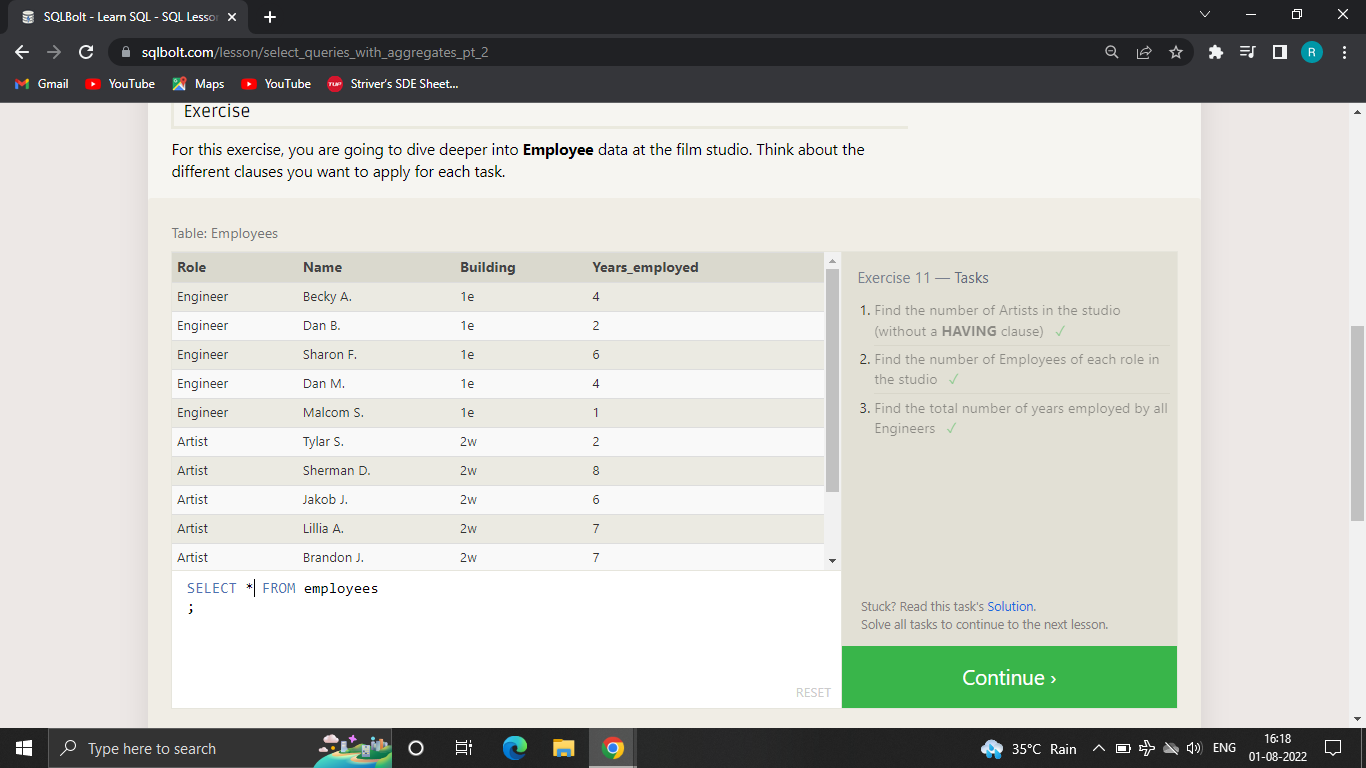 SQLBolt - Learn SQL - SQL Lesson
sqlbolt.com/lesson/select_queries_with_aggregates_pt_2
R
Gmail YouTube Maps YouTube TUF Striver's SDE Sheet...
Exercise
For this exercise, you are going to dive deeper into Employee data at the film studio. Think about the
different clauses you want to apply for each task.
Table: Employees
Role Name Building Years_employed
Engineer Becky A. 1e 4
Engineer Dan B. 1e 2
Engineer Sharon F. 1e 6
Engineer Dan M. 1e 4
Engineer Malcom S. 1e 1
Artist Tylar S. 2w 2
Artist Sherman D. 2w 8
Artist Jakob J. 2w 6
Artist Lillia A. 2w 7
Artist Brandon J. 2w 7
SELECT * FROM employees
;
RESET
Exercise 11 — Tasks
1. Find the number of Artists in the studio
(without a HAVING clause) ✓
2. Find the number of Employees of each role in
the studio ✓
3. Find the total number of years employed by all
Engineers ✓
Stuck? Read this task's Solution.
Solve all tasks to continue to the next lesson.
Continue ›
Type here to search
35°C Rain
ENG
16:18
01-08-2022